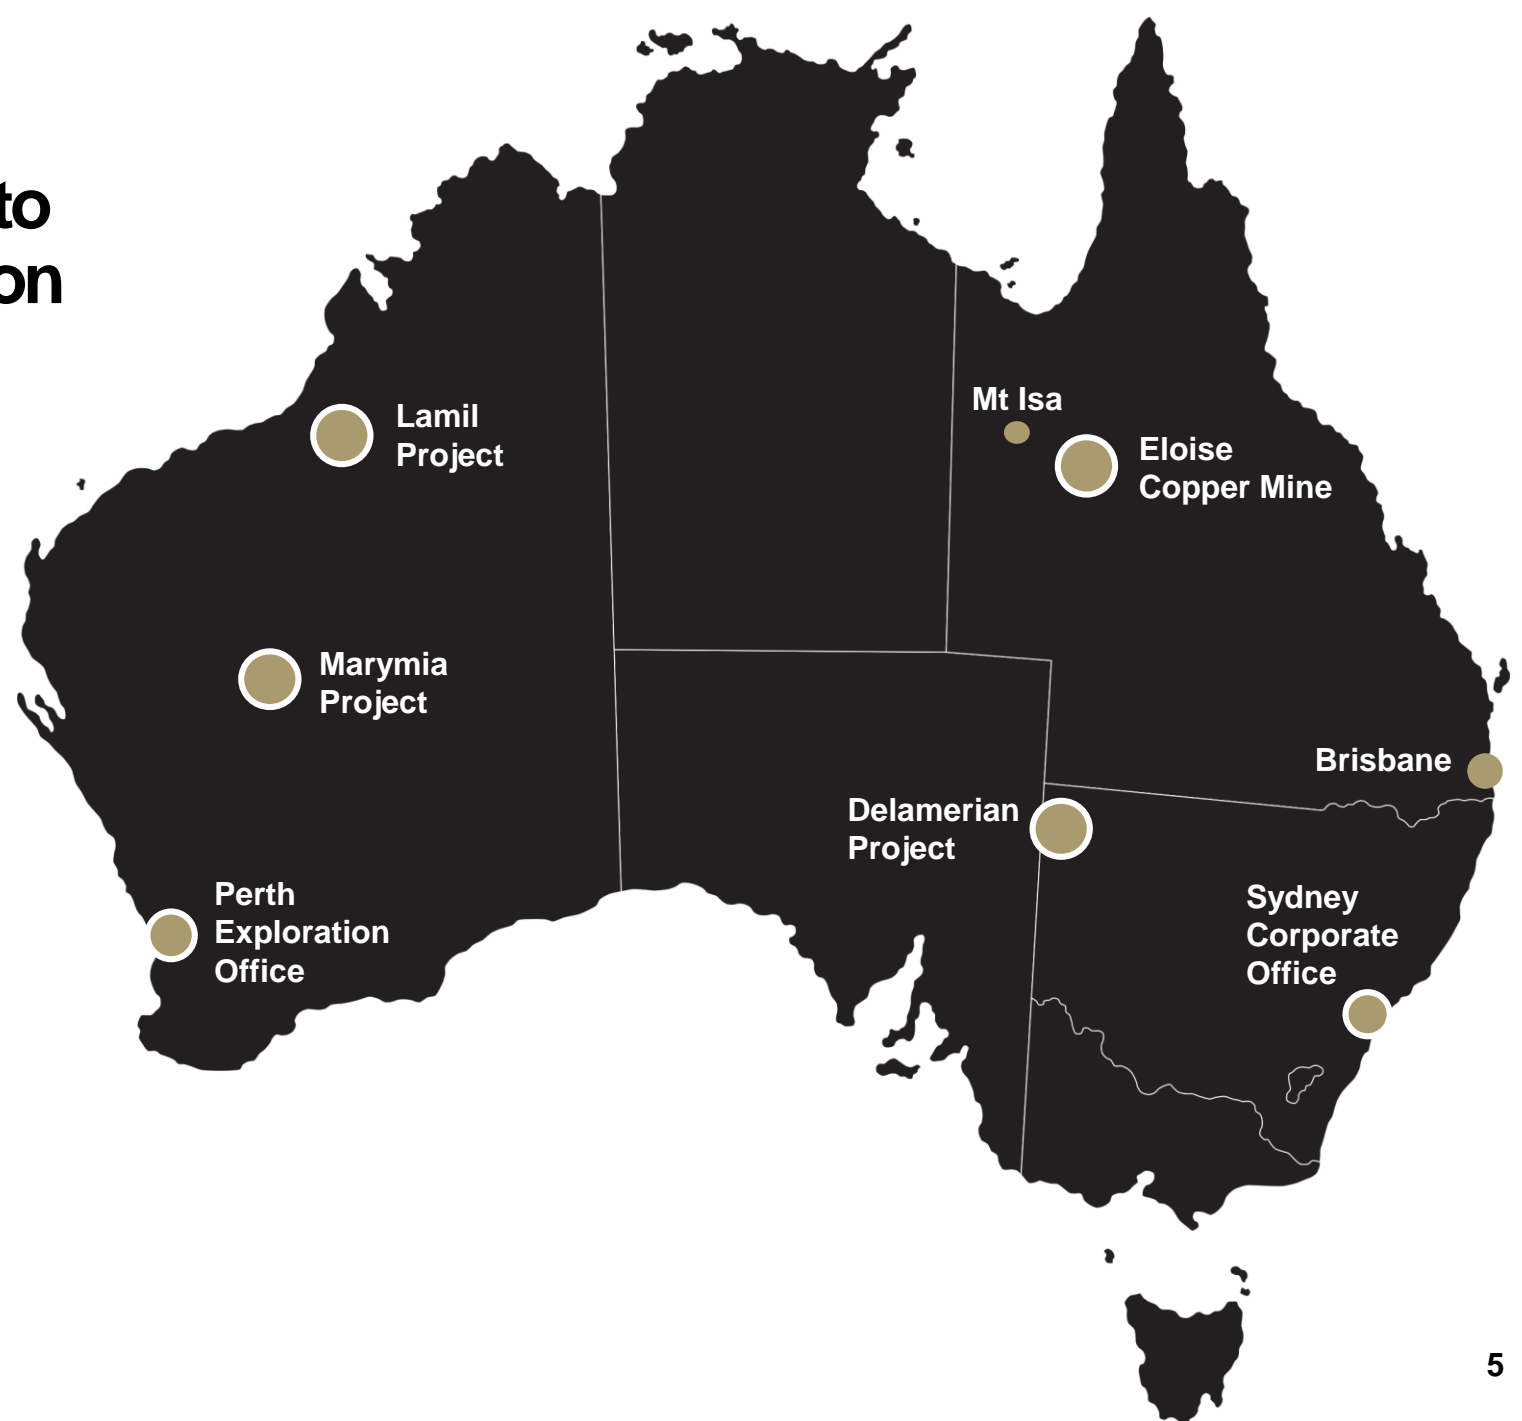 to
on
Lamil
Project
Mt Isa
Eloise
Copper Mine
Marymia
Project
Brisbane
Delamerian
Project
Perth
Exploration
Office
Sydney
Corporate
Office
5